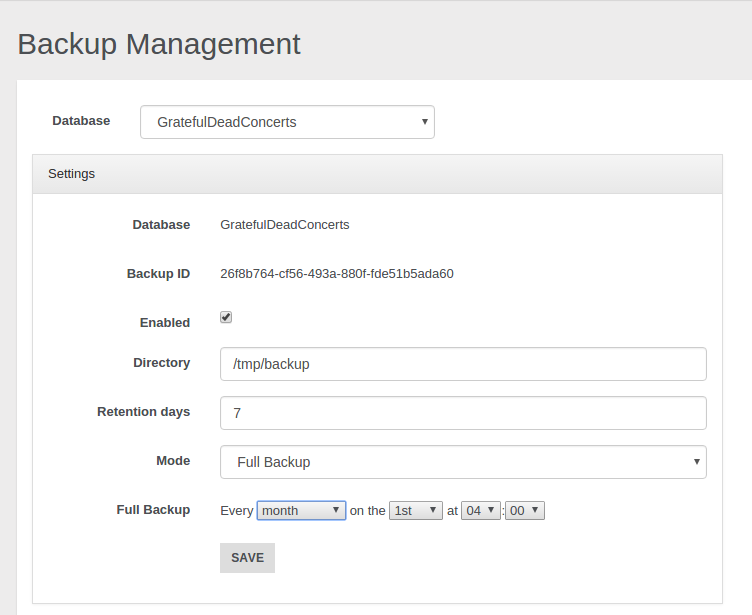 Backup Management
Database GratefulDeadConcerts
Settings
Database GratefulDeadConcerts
Backup ID 26f8b764-cf56-493a-880f-fde51b5ada60
Enabled
Directory /tmp/backup
Retention days 7
Mode Full Backup
Full Backup Every month on the 1st at 04 : 00
SAVE